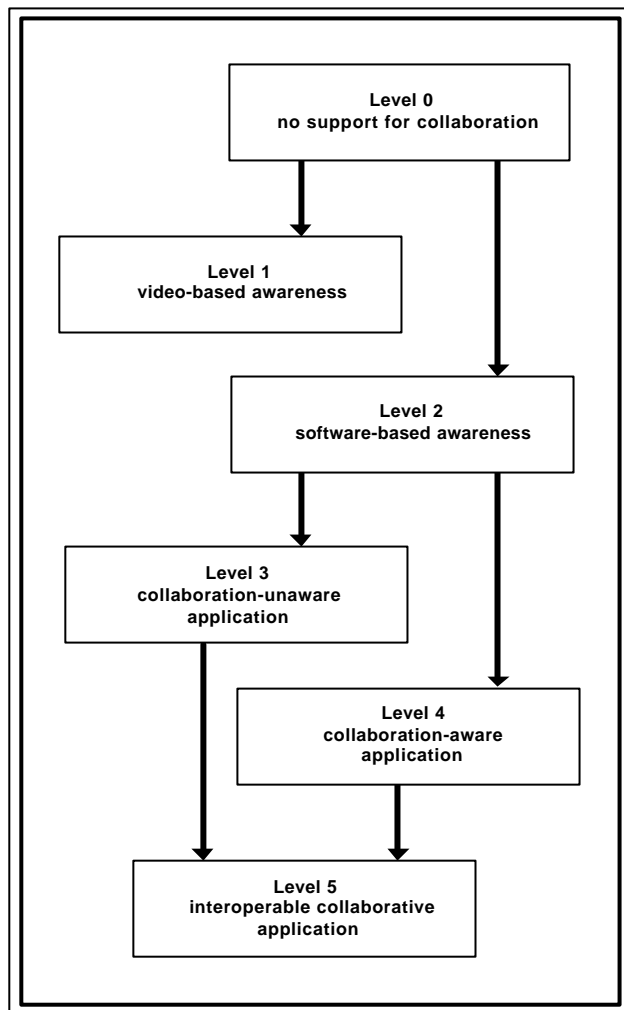 Level 0
no support for collaboration
Level 1
video-based awareness
Level 2
software-based awareness
Level 3
collaboration-unaware
application
Level 4
collaboration-aware
application
Level 5
interoperable collaborative
application